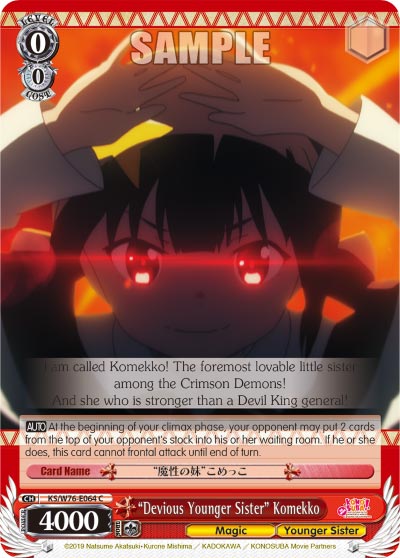 LEVEL
0
0
COST
SAMPLE
I am called Komekko! The foremost lovable little sister
among the Crimson Demons!
And she who is stronger than a Devil King general!
AUTO At the beginning of your climax phase, your opponent may put 2 cards
from the top of your opponent's stock into his or her waiting room. If he or she
does, this card cannot frontal attack until end of turn.
Card Name “魔性の妹”こめっこ
CH KS/W76-E064 C
“Devious Younger Sister” Komekko
POWER 4000 SOUL
Magic Younger Sister
©2019 Natsume Akatsuki・Kurone Mishima / KADOKAWA / KONOSUBA Movie Partners